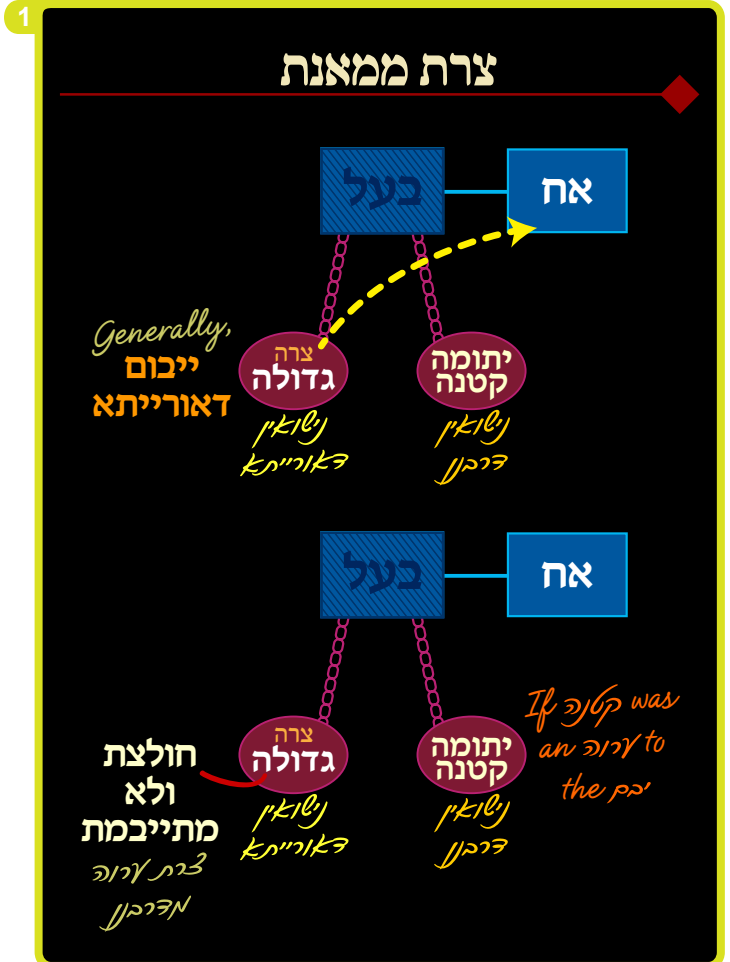 1
צרת ממאנת
בעל
אח
Generally,
ייבום
דאורייתא
צרה
גדולה
נישואין
דאורייתא
יתומה
קטנה
נישואין
דרבנן
בעל
אח
If קטנה was
an ערוה to
the יבם
חולצת
ולא
מתייבמת
צרת ערוה
מדרבנן
צרה
גדולה
נישואין
דאורייתא
יתומה
קטנה
נישואין
דרבנן